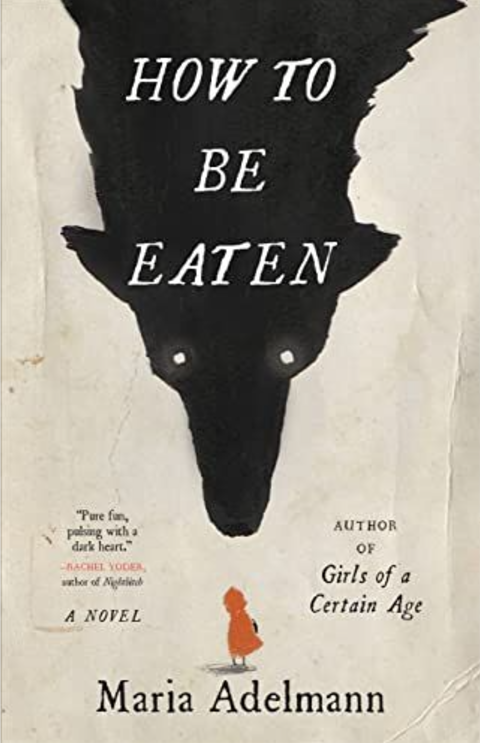 HOW TO
BE
EATEN
"Pure fun,
pulsing with a
dark heart."
—RACHEL YODER,
author of Nightbitch
A NOVEL
AUTHOR
OF
Girls of a
Certain Age
Maria Adelmann